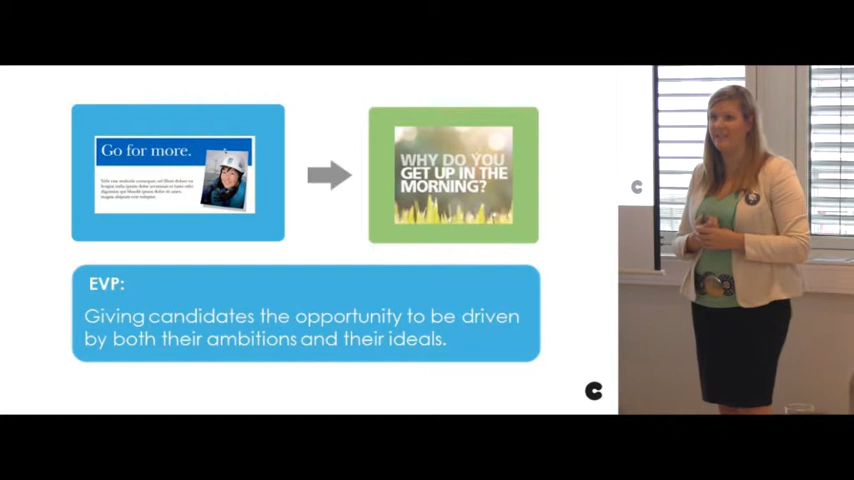 Go for more.
WHY DO YOU
GET UP IN THE
MORNING?
EVP:
Giving candidates the opportunity to be driven
by both their ambitions and their ideals.